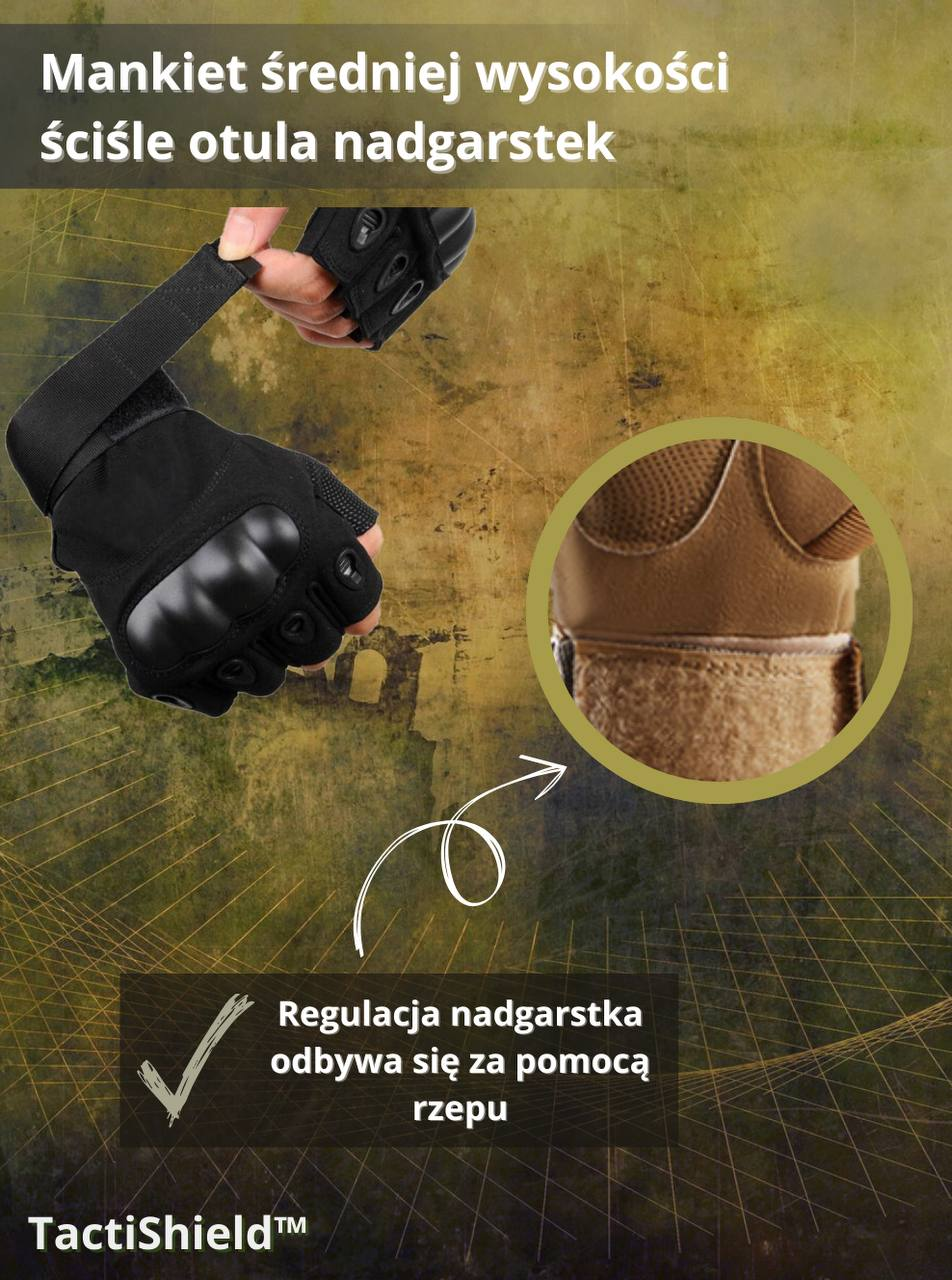 Mankiet średniej wysokości
ściśle otula nadgarstek
Regulacja nadgarstka
odbywa się za pomocą
rzepu
TactiShield™